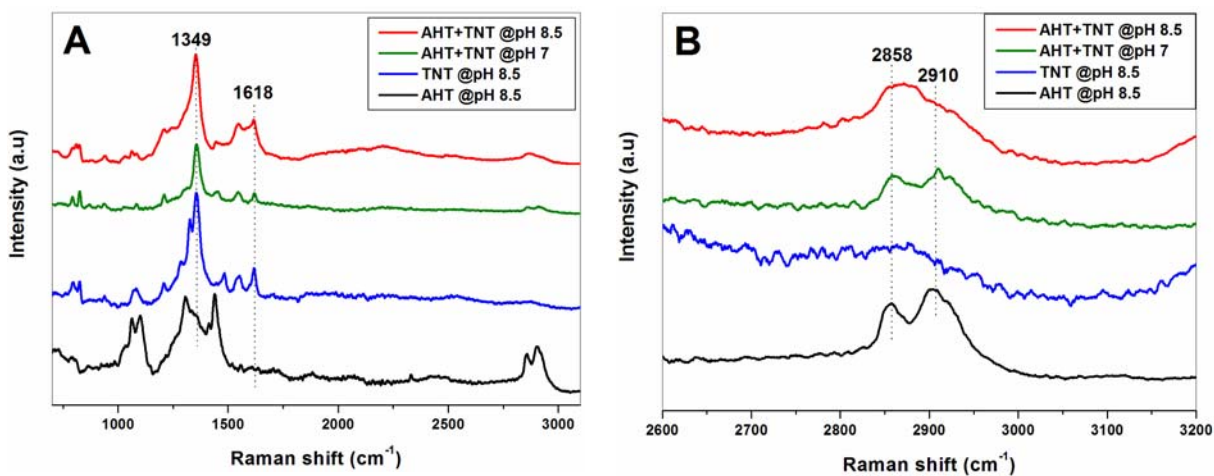 A
1349
1618
AHT+TNT @pH 8.5
AHT+TNT @pH 7
TNT @pH 8.5
AHT @pH 8.5
Intensity (a.u)
1000 1500 2000 2500 3000
Raman shift (cm-1)
B
2858
2910
AHT+TNT @pH 8.5
AHT+TNT @pH 7
TNT @pH 8.5
AHT @pH 8.5
Intensity (a.u)
2600 2700 2800 2900 3000 3100 3200
Raman shift (cm-1)